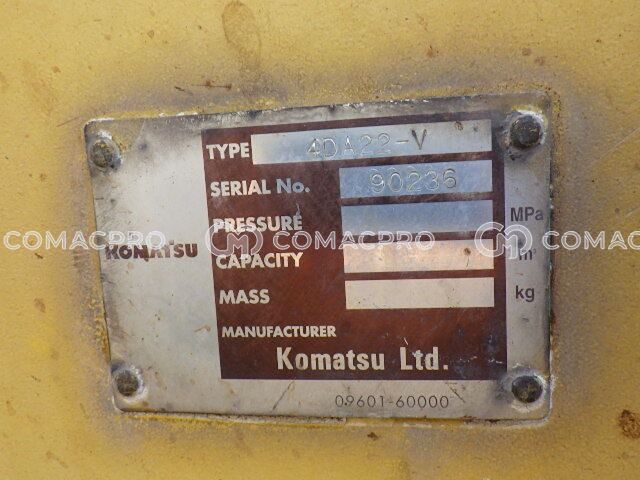 TYPE 4DA22-V
SERIAL No. 90236
PRESSURE MPa
COMACPRO COMACPRO COMACPRO
KOMATSU
CAPACITY m³
MASS kg
MANUFACTURER
Komatsu Ltd.
09601-60000